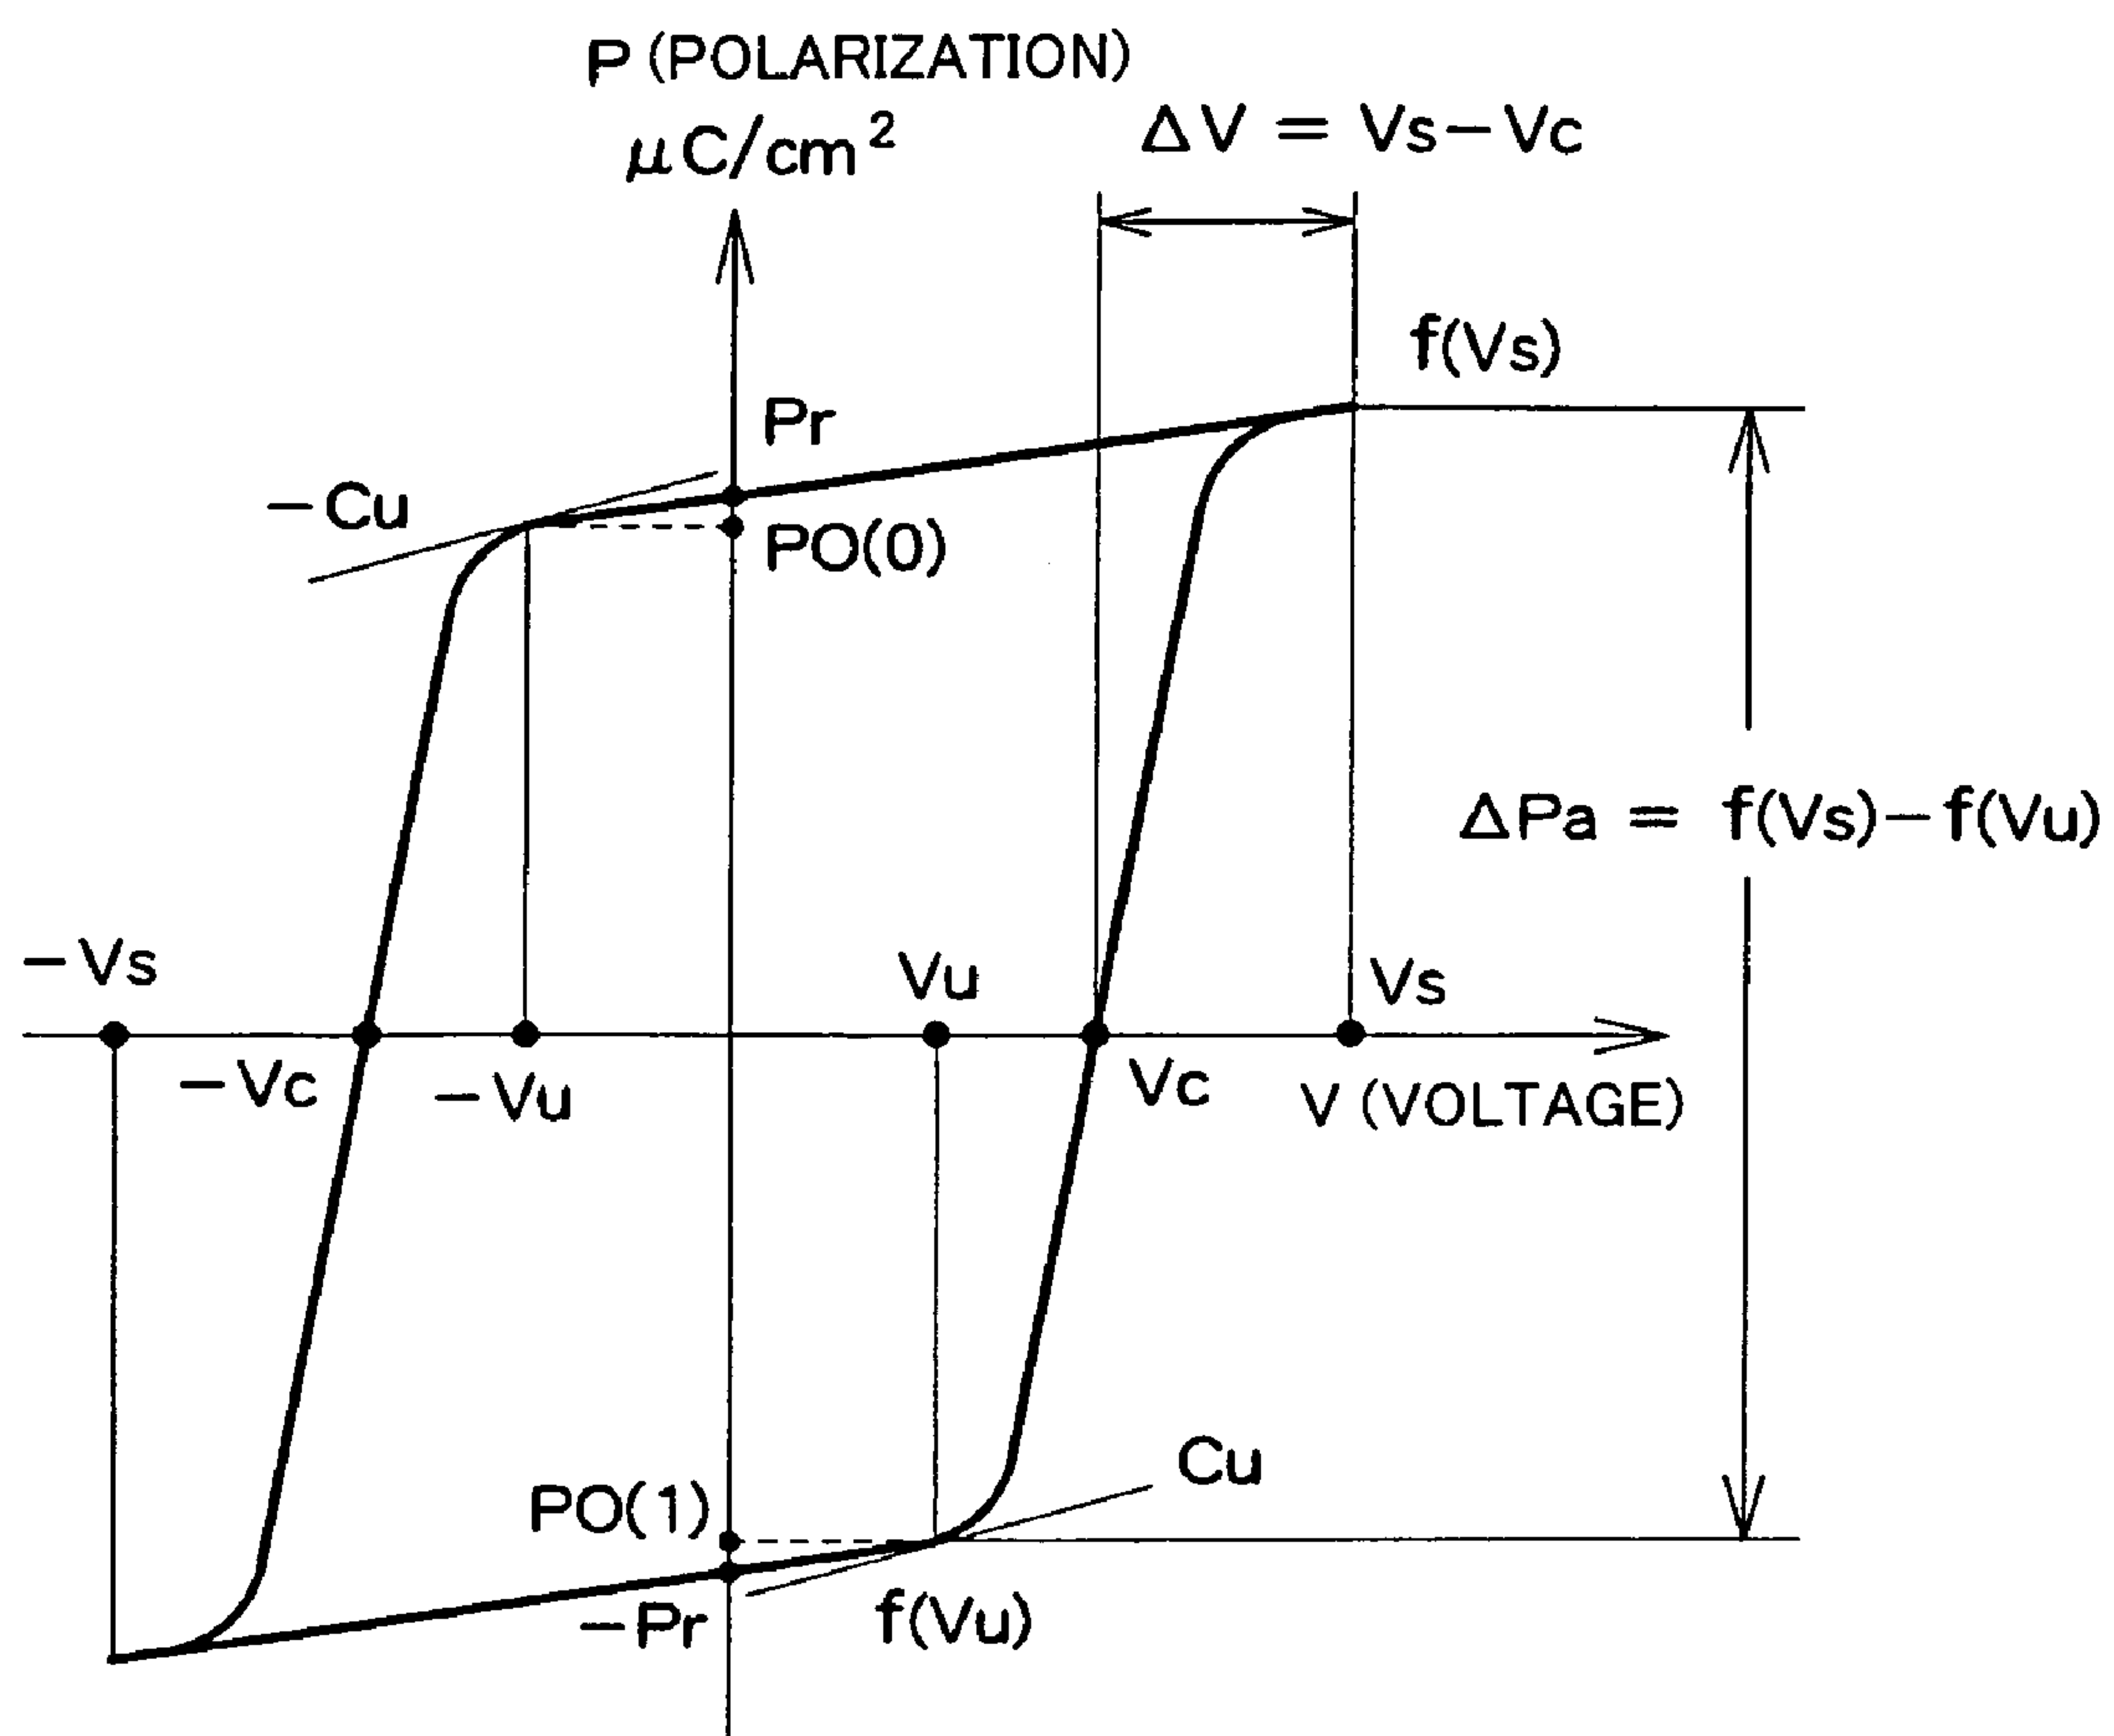 P (POLARIZATION)
μC/cm²
ΔV = Vs−Vc
f(Vs)
Pr
−Cu
PO(0)
ΔPa = f(Vs)−f(Vu)
−Vs
Vu
Vs
−Vc
−Vu
Vc
V (VOLTAGE)
Cu
PO(1)
−Pr
f(Vu)